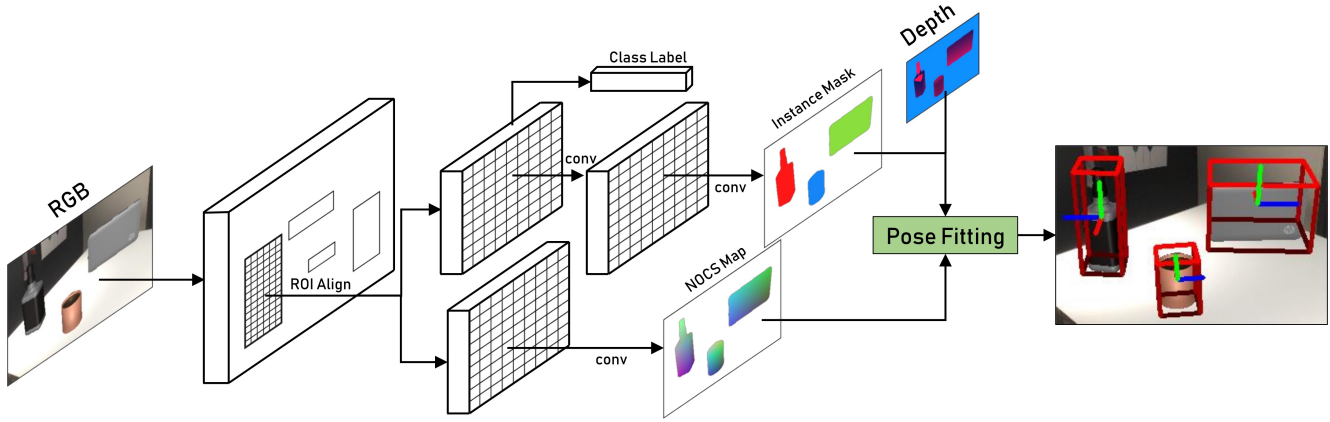 RGB
ROI Align
Class Label
conv
conv
Instance Mask
Depth
conv
NOCS Map
Pose Fitting